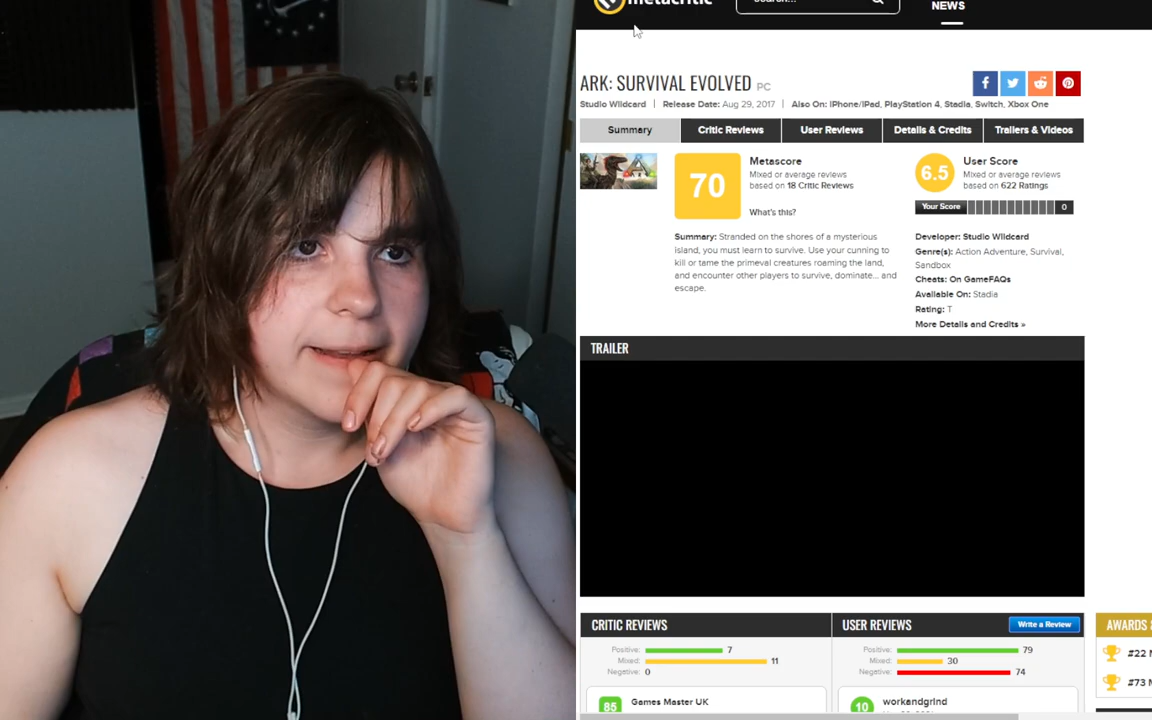 metacritic
Search...
NEWS
ARK: SURVIVAL EVOLVED PC
Studio Wildcard | Release Date: Aug 29, 2017 | Also On: iPhone/iPad, PlayStation 4, Stadia, Switch, Xbox One
Summary
Critic Reviews
User Reviews
Details & Credits
Trailers & Videos
70
Metascore
Mixed or average reviews
based on 18 Critic Reviews
What's this?
Summary: Stranded on the shores of a mysterious
island, you must learn to survive. Use your cunning to
kill or tame the primeval creatures roaming the land,
and encounter other players to survive, dominate... and
escape.
6.5
User Score
Mixed or average reviews
based on 622 Ratings
Your Score
0
Developer: Studio Wildcard
Genre(s): Action Adventure, Survival,
Sandbox
Cheats: On GameFAQs
Available On: Stadia
Rating: T
More Details and Credits »
TRAILER
CRITIC REVIEWS
Positive: 7
Mixed: 11
Negative: 0
85
Games Master UK
USER REVIEWS
Write a Review
Positive: 79
Mixed: 30
Negative: 74
10
workandgrind
AWARDS &
#22
#73